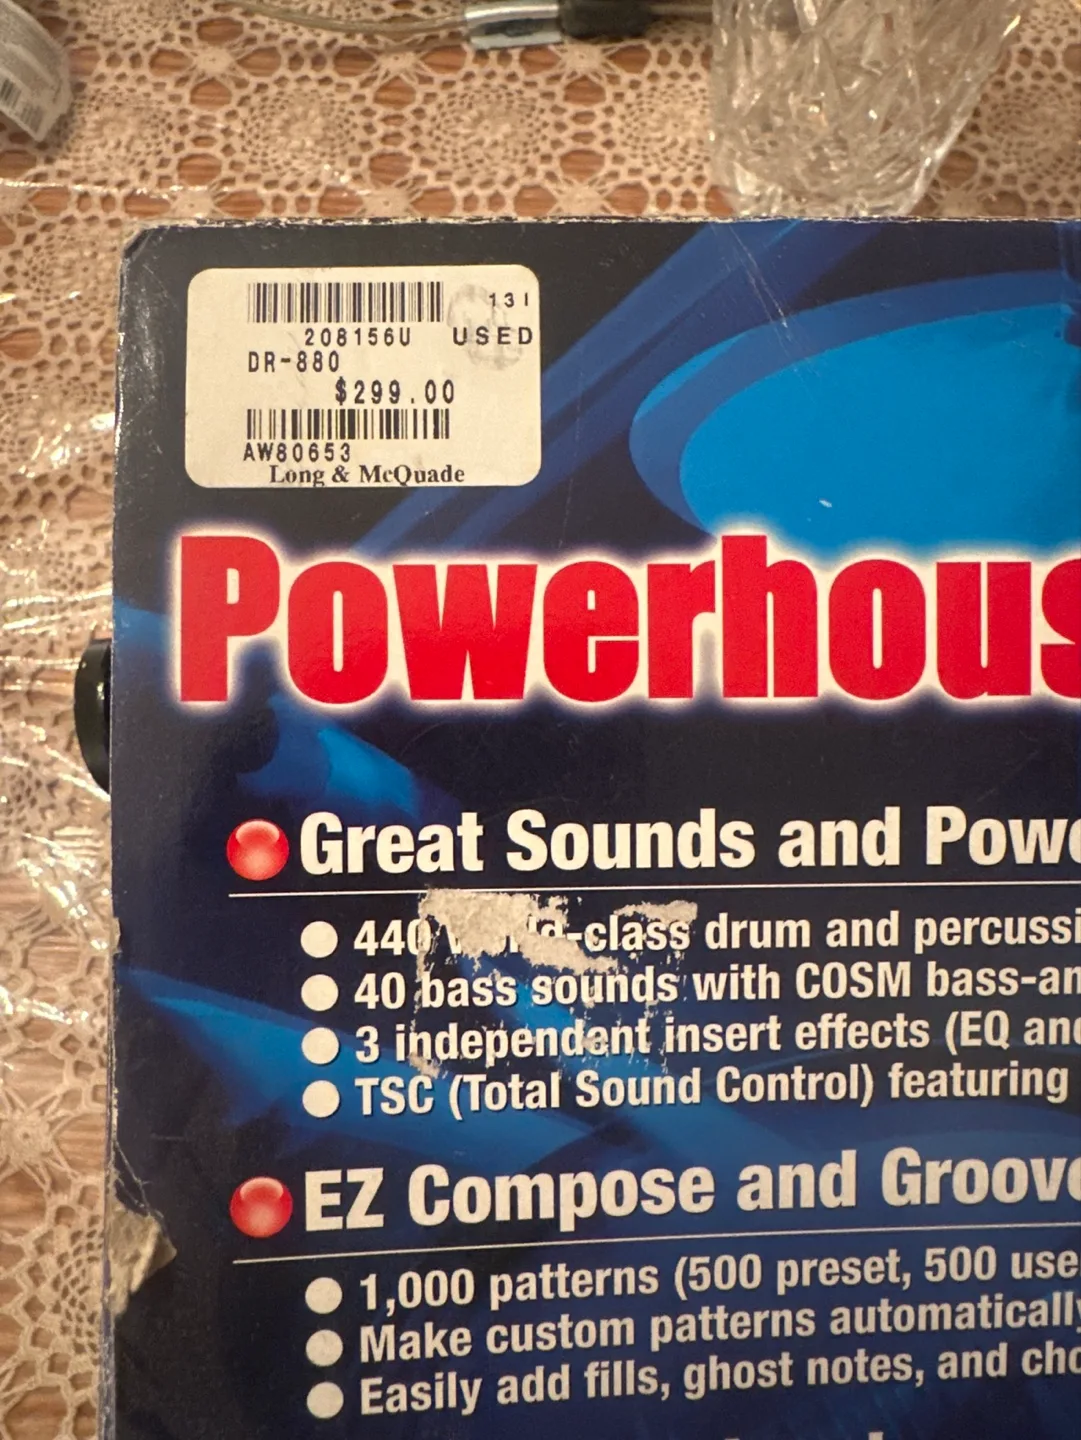 131
208156U USED
DR-880
$299.00
AW80653
Long & McQuade
Powerhous
Great Sounds and Powe
440 world-class drum and percussi
40 bass sounds with COSM bass-an
3 independent insert effects (EQ and
TSC (Total Sound Control) featuring
EZ Compose and Groove
1,000 patterns (500 preset, 500 use
Make custom patterns automatically
Easily add fills, ghost notes, and cho